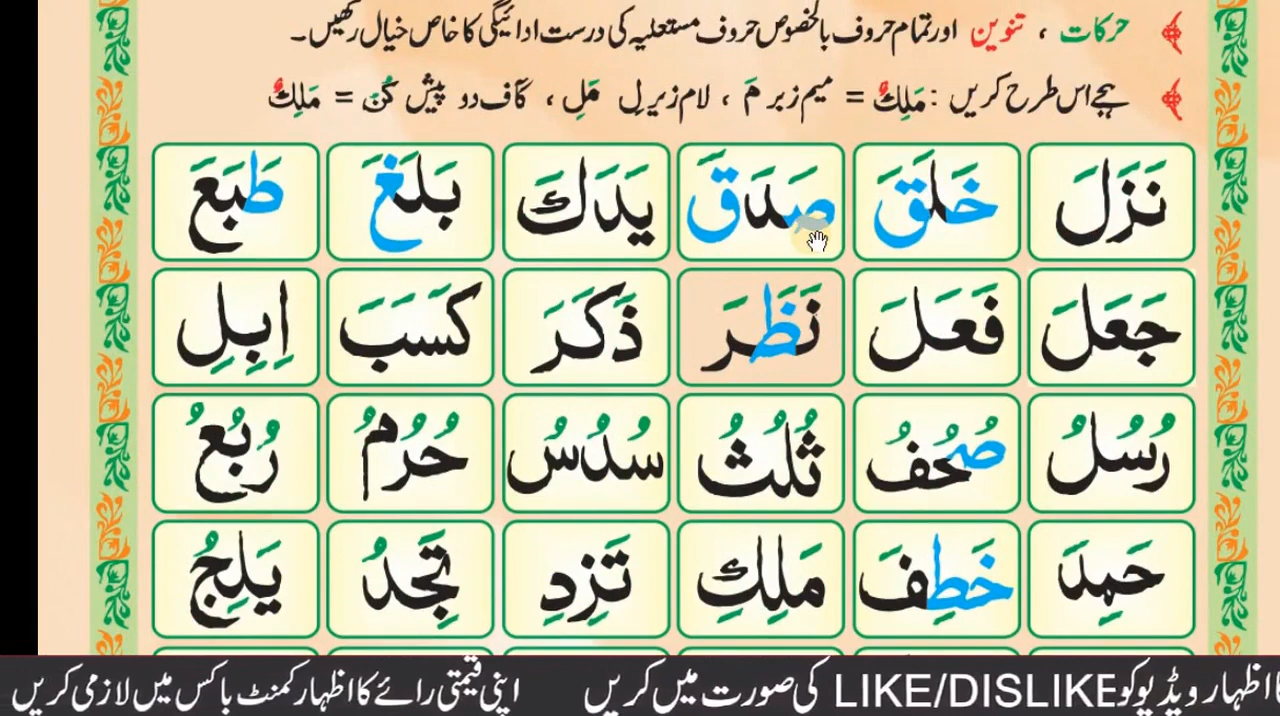 حرکات ، تنوین اور تمام حروف بالخصوص حروف مستعلیہ کی درست ادائیگی کا خاص خیال رکھیں۔
ہجے اس طرح کریں : مَلِكٌ = میم زبر مَ ، لام زیر لِ مَلِ ، کاف دو پیش كٌ = مَلِكٌ
نَزَلَ خَلَقَ صَدَقَ يَدَكَ بَلَغَ طَبَعَ
جَعَلَ فَعَلَ نَظَرَ ذَكَرَ كَسَبَ اِبِلِ
رُسُلُ صُحُفُ ثُلُثُ سُدُسُ حُرُمُ رُبُعُ
حَمِدَ خَطِفَ مَلِكِ تَزِدِ تَجِدُ يَلِجُ
اظہار ویڈیو کو LIKE/DISLIKE کی صورت میں کریں اپنی قیمتی رائے کا اظہار کمنٹ باکس میں لازمی کریں